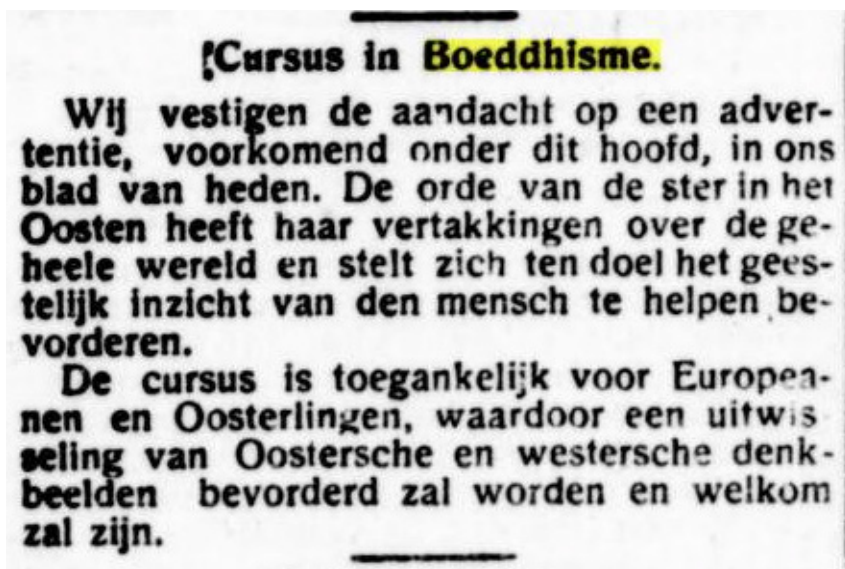 Cursus in Boeddhisme.
Wij vestigen de aandacht op een adver-
tentie, voorkomend onder dit hoofd, in ons
blad van heden. De orde van de ster in het
Oosten heeft haar vertakkingen over de ge-
heele wereld en stelt zich ten doel het gees-
telijk inzicht van den mensch te helpen be-
vorderen.
De cursus is toegankelijk voor Europea-
nen en Oosterlingen, waardoor een uitwis
seling van Oostersche en westersche denk-
beelden bevorderd zal worden en welkom
zal zijn.